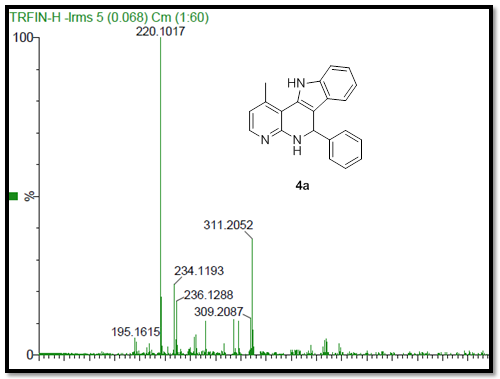 TRFIN-H -Irms 5 (0.068) Cm (1:60)
220.1017
100
HN
N
N
H
4a
%
311.2052
234.1193
236.1288
309.2087
195.1615
0